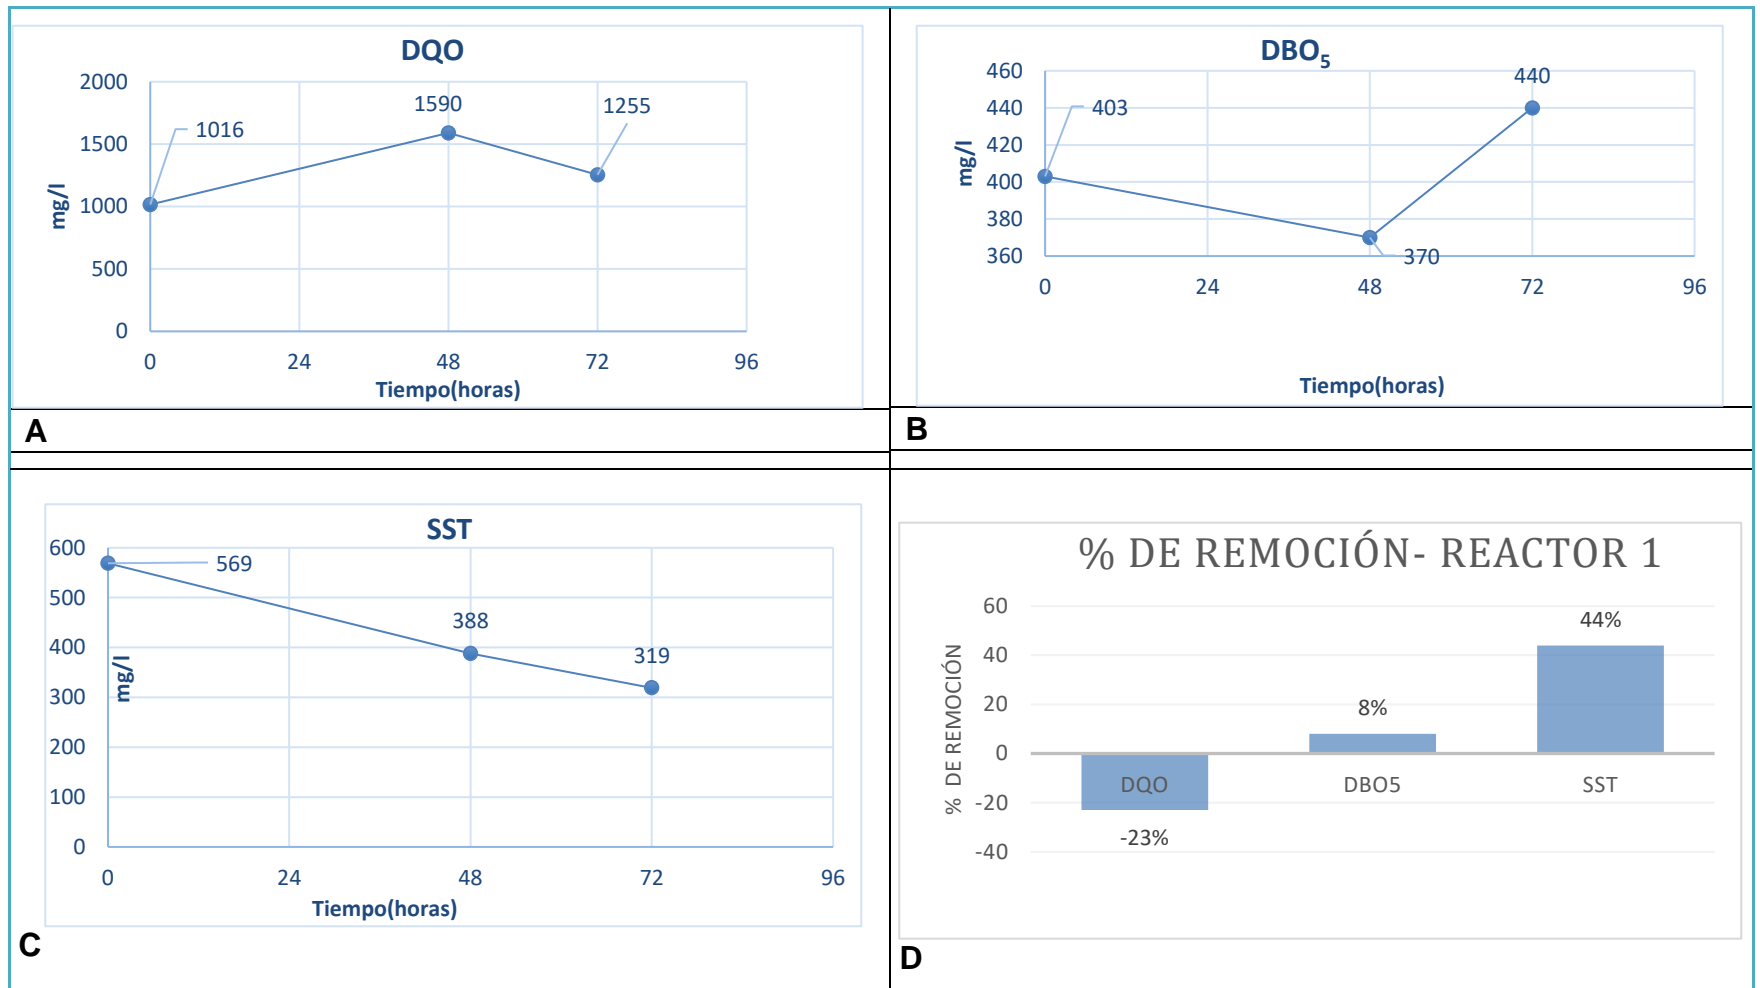 DQO
2000
1500
1000
500
0
mg/l
1016
1590
1255
0 24 48 72 96
Tiempo(horas)
A
DBO5
460
440
420
400
380
360
mg/l
403
370
440
0 24 48 72 96
Tiempo(horas)
B
SST
600
500
400
300
200
100
0
mg/l
569
388
319
0 24 48 72 96
Tiempo(horas)
C
% DE REMOCIÓN- REACTOR 1
60
40
20
0
-20
-40
% DE REMOCIÓN
44%
8%
-23%
DQO DBO5 SST
D